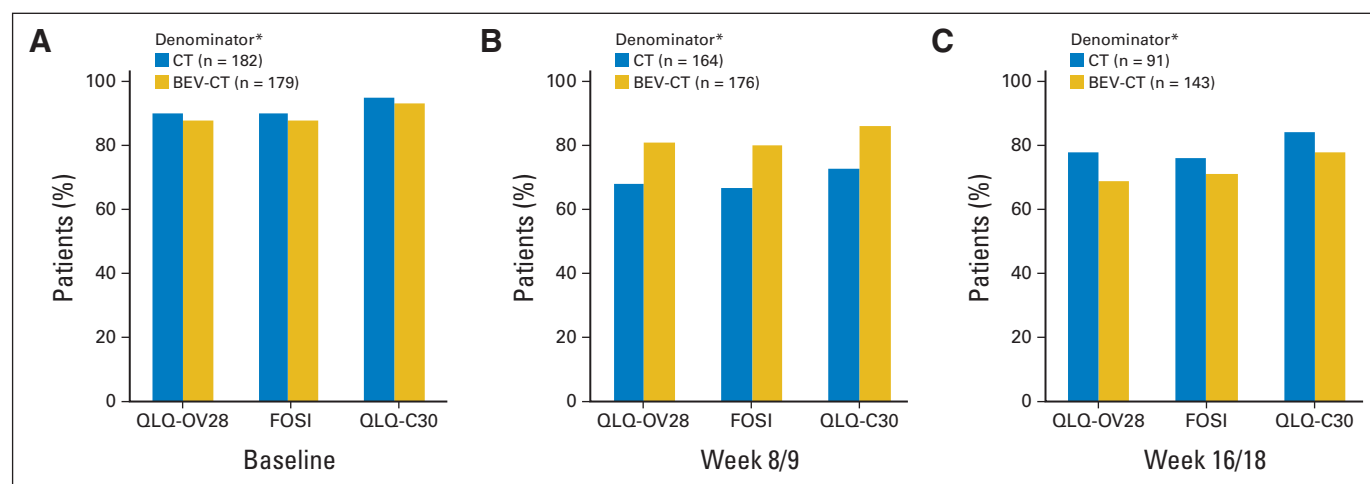 A
Denominator*
CT (n = 182)
BEV-CT (n = 179)
Patients (%)
100
80
60
40
20
0
QLQ-OV28 FOSI QLQ-C30
Baseline
B
Denominator*
CT (n = 164)
BEV-CT (n = 176)
Patients (%)
100
80
60
40
20
0
QLQ-OV28 FOSI QLQ-C30
Week 8/9
C
Denominator*
CT (n = 91)
BEV-CT (n = 143)
Patients (%)
100
80
60
40
20
0
QLQ-OV28 FOSI QLQ-C30
Week 16/18